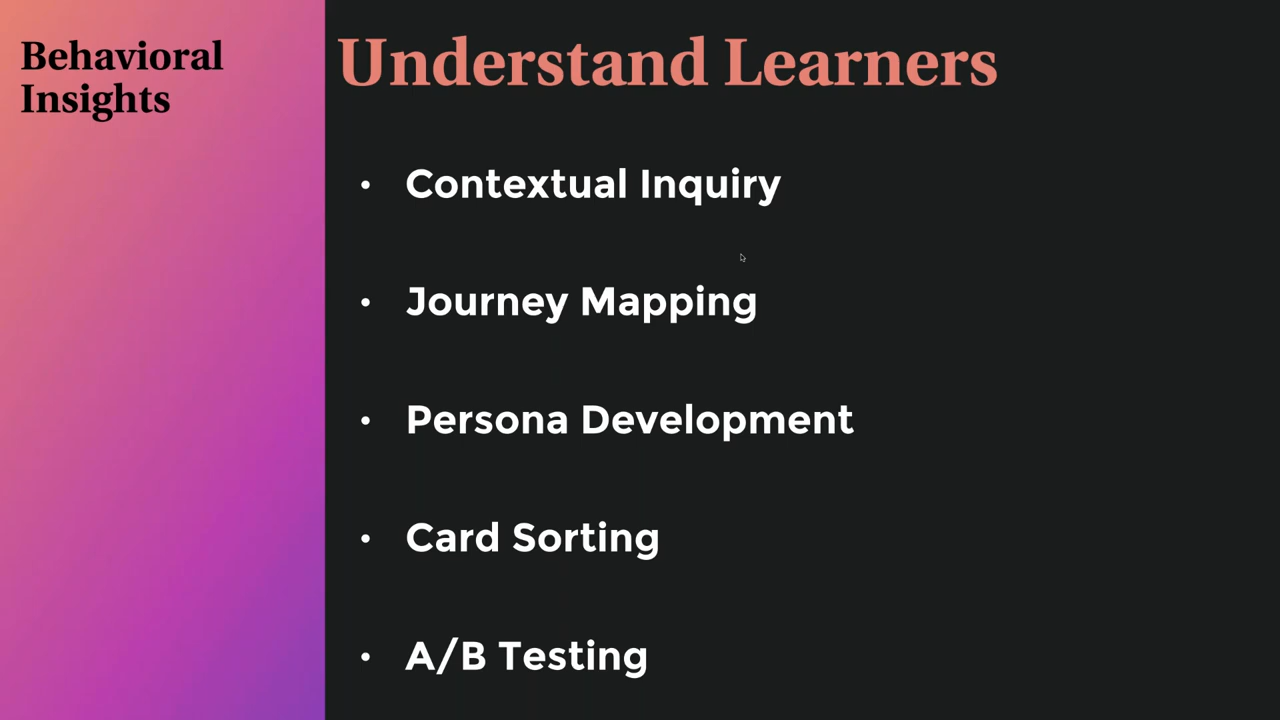 Behavioral
Insights
Understand Learners
• Contextual Inquiry
• Journey Mapping
• Persona Development
• Card Sorting
• A/B Testing